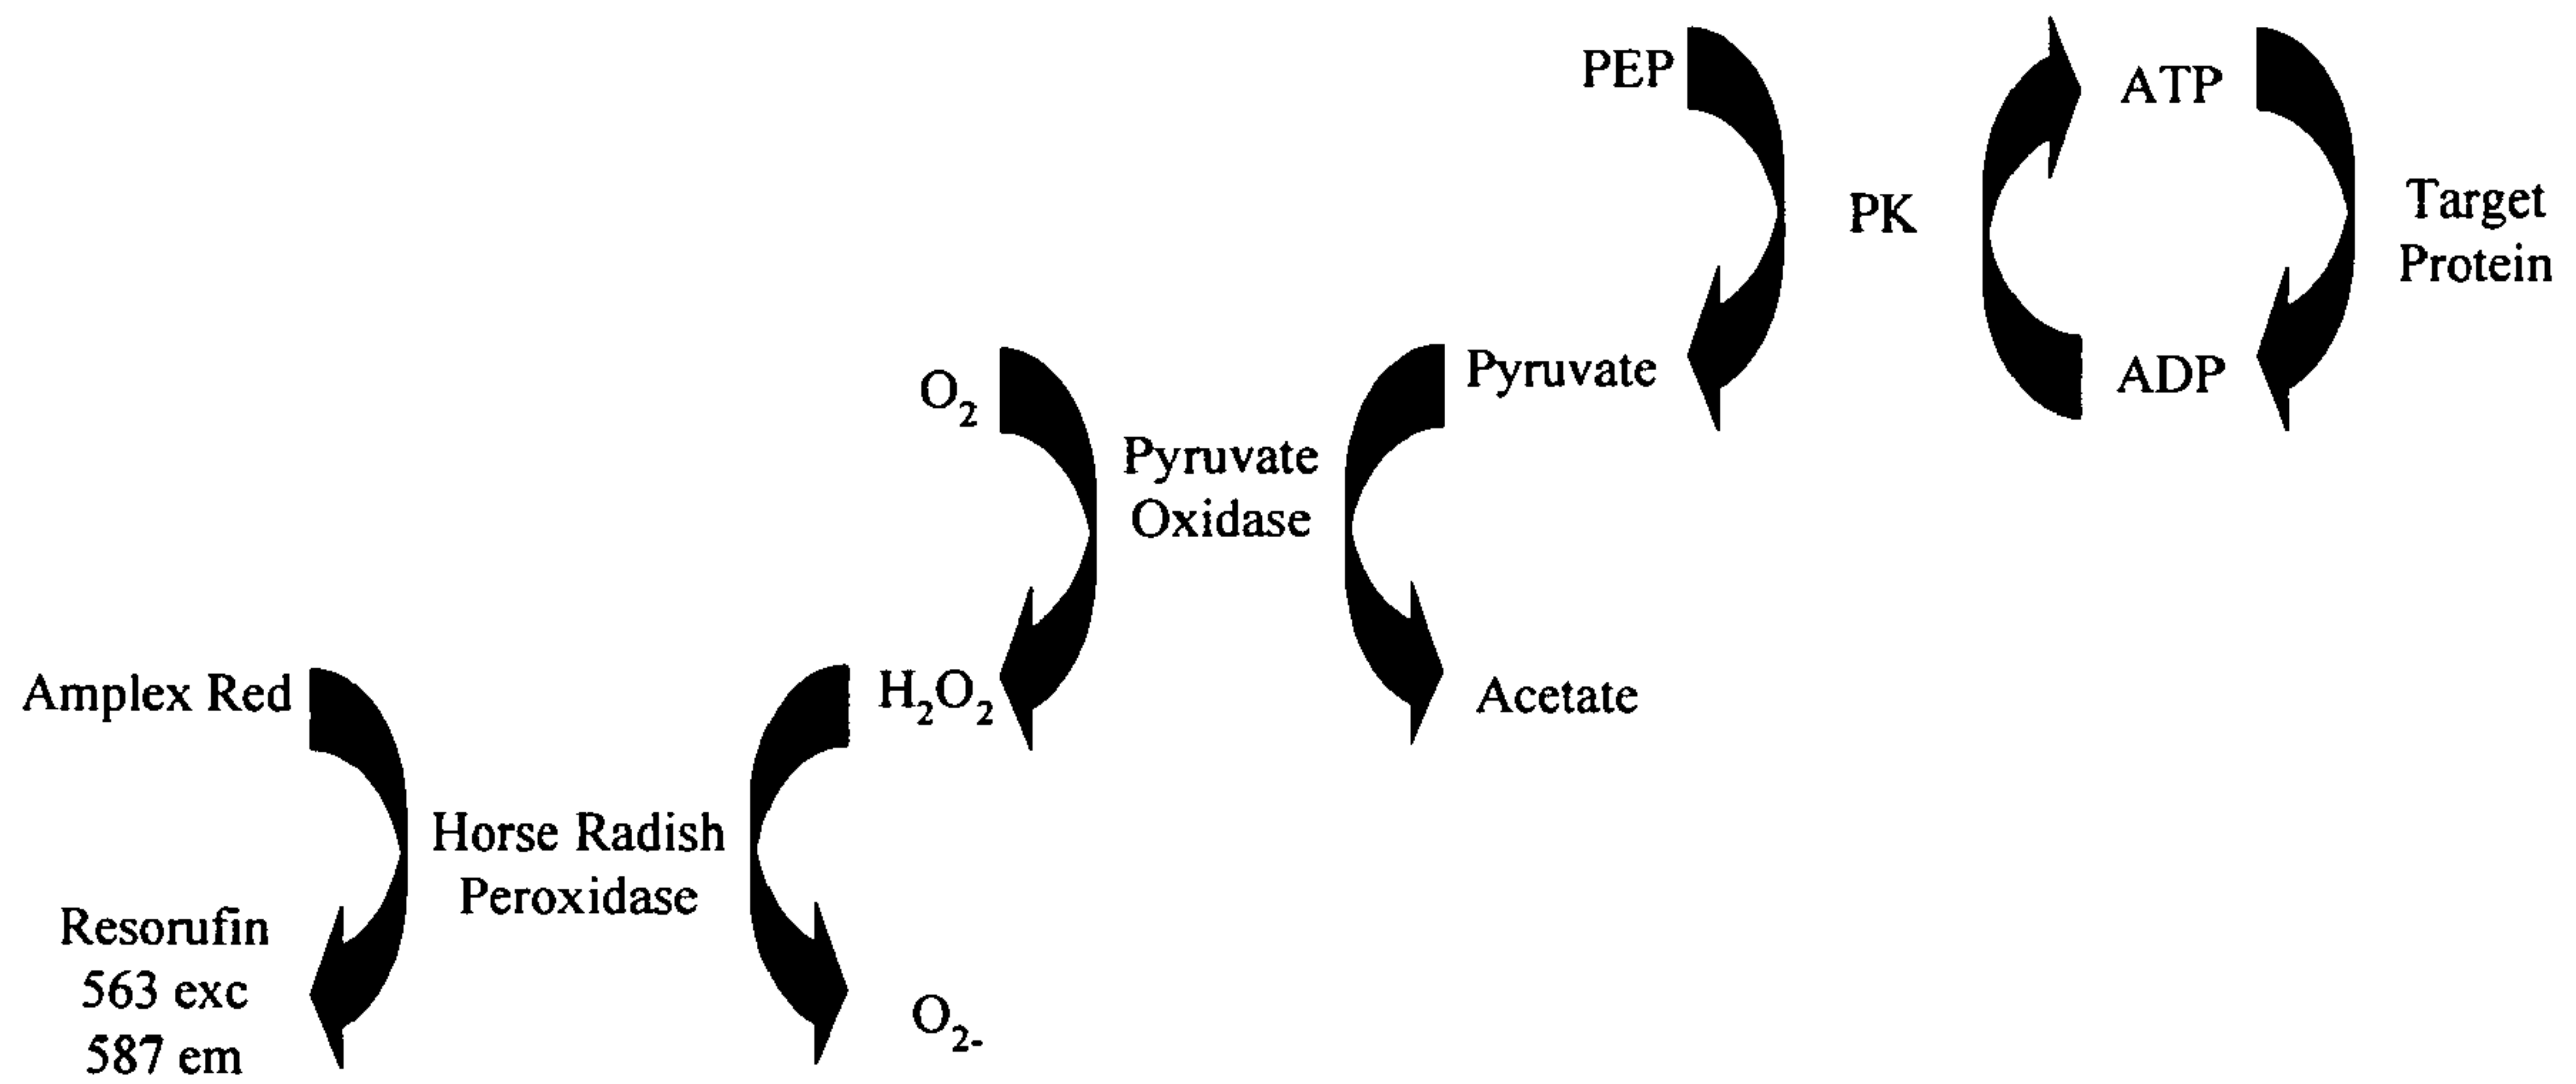 PEP
ATP
PK
Target
Protein
Pyruvate
ADP
O2
Pyruvate
Oxidase
Amplex Red
H2O2
Acetate
Horse Radish
Peroxidase
Resorufin
563 exc
587 em
O2-